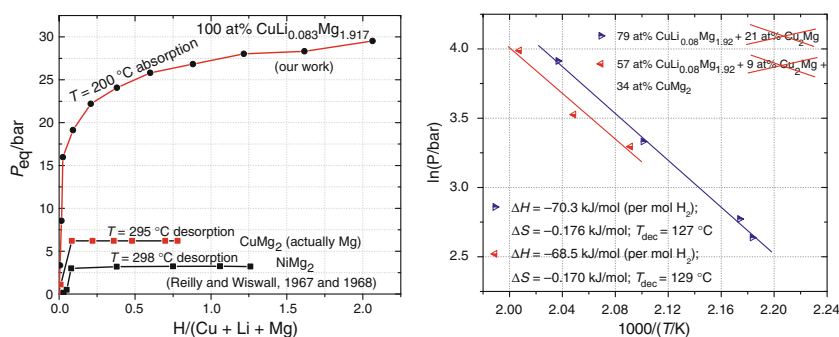 100 at% CuLi0.083Mg1.917
(our work)
T = 200 °C absorption
T = 295 °C desorption
CuMg2 (actually Mg)
T = 298 °C desorption
NiMg2
(Reilly and Wiswall, 1967 and 1968)
Peq/bar
30
25
20
15
10
5
0
0.0 0.5 1.0 1.5 2.0
H/(Cu + Li + Mg)
79 at% CuLi0.08Mg1.92 + 21 at% Cu2Mg
57 at% CuLi0.08Mg1.92 + 9 at% Cu2Mg +
34 at% CuMg2
ΔH = −70.3 kJ/mol (per mol H2);
ΔS = −0.176 kJ/mol; Tdec = 127 °C
ΔH = −68.5 kJ/mol (per mol H2);
ΔS = −0.170 kJ/mol; Tdec = 129 °C
ln(P/bar)
4.0
3.5
3.0
2.5
2.00 2.04 2.08 2.12 2.16 2.20 2.24
1000/(T/K)